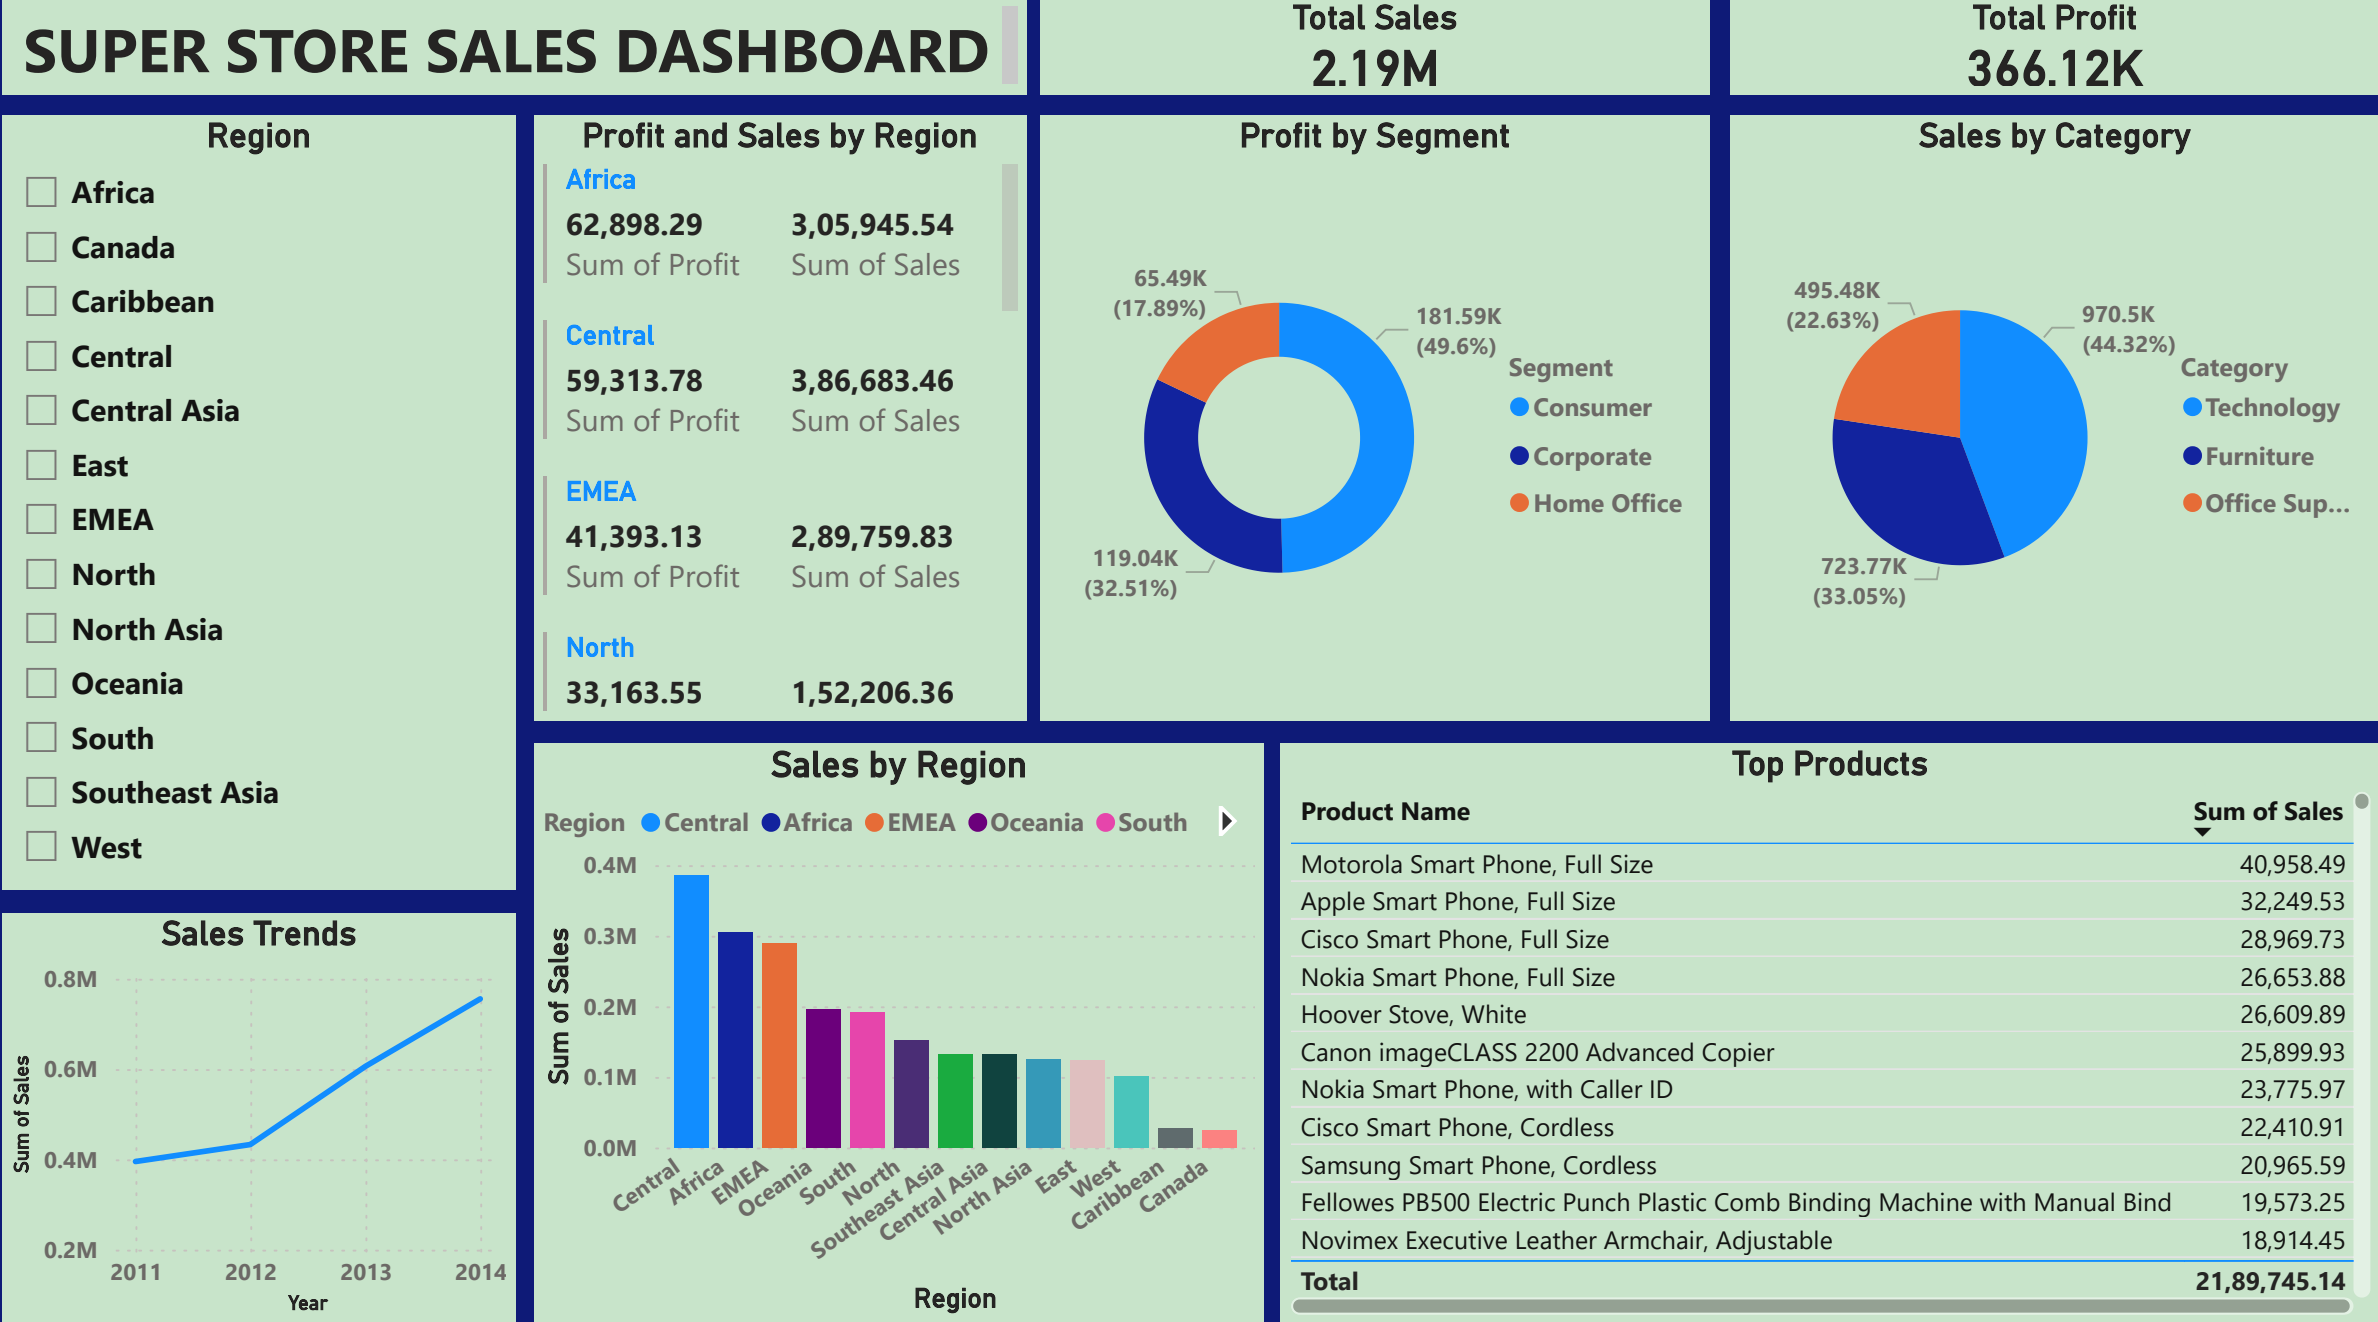 SUPER STORE SALES DASHBOARD
Total Sales
2.19M
Total Profit
366.12K
Region
Africa
Canada
Caribbean
Central
Central Asia
East
EMEA
North
North Asia
Oceania
South
Southeast Asia
West
Profit and Sales by Region
Africa
62,898.29 3,05,945.54
Sum of Profit Sum of Sales
Central
59,313.78 3,86,683.46
Sum of Profit Sum of Sales
EMEA
41,393.13 2,89,759.83
Sum of Profit Sum of Sales
North
33,163.55 1,52,206.36
Profit by Segment
65.49K
(17.89%)
181.59K
(49.6%)
119.04K
(32.51%)
Segment
Consumer
Corporate
Home Office
Sales by Category
495.48K
(22.63%)
970.5K
(44.32%)
723.77K
(33.05%)
Category
Technology
Furniture
Office Sup...
Sales Trends
Sum of Sales
0.8M
0.6M
0.4M
0.2M
2011 2012 2013 2014
Year
Sales by Region
Region Central Africa EMEA Oceania South
Sum of Sales
0.4M
0.3M
0.2M
0.1M
0.0M
Central
Africa
EMEA
Oceania
South
North
Southeast Asia
Central Asia
North Asia
East
West
Caribbean
Canada
Region
Top Products
Product Name Sum of Sales
Motorola Smart Phone, Full Size 40,958.49
Apple Smart Phone, Full Size 32,249.53
Cisco Smart Phone, Full Size 28,969.73
Nokia Smart Phone, Full Size 26,653.88
Hoover Stove, White 26,609.89
Canon imageCLASS 2200 Advanced Copier 25,899.93
Nokia Smart Phone, with Caller ID 23,775.97
Cisco Smart Phone, Cordless 22,410.91
Samsung Smart Phone, Cordless 20,965.59
Fellowes PB500 Electric Punch Plastic Comb Binding Machine with Manual Bind 19,573.25
Novimex Executive Leather Armchair, Adjustable 18,914.45
Total 21,89,745.14